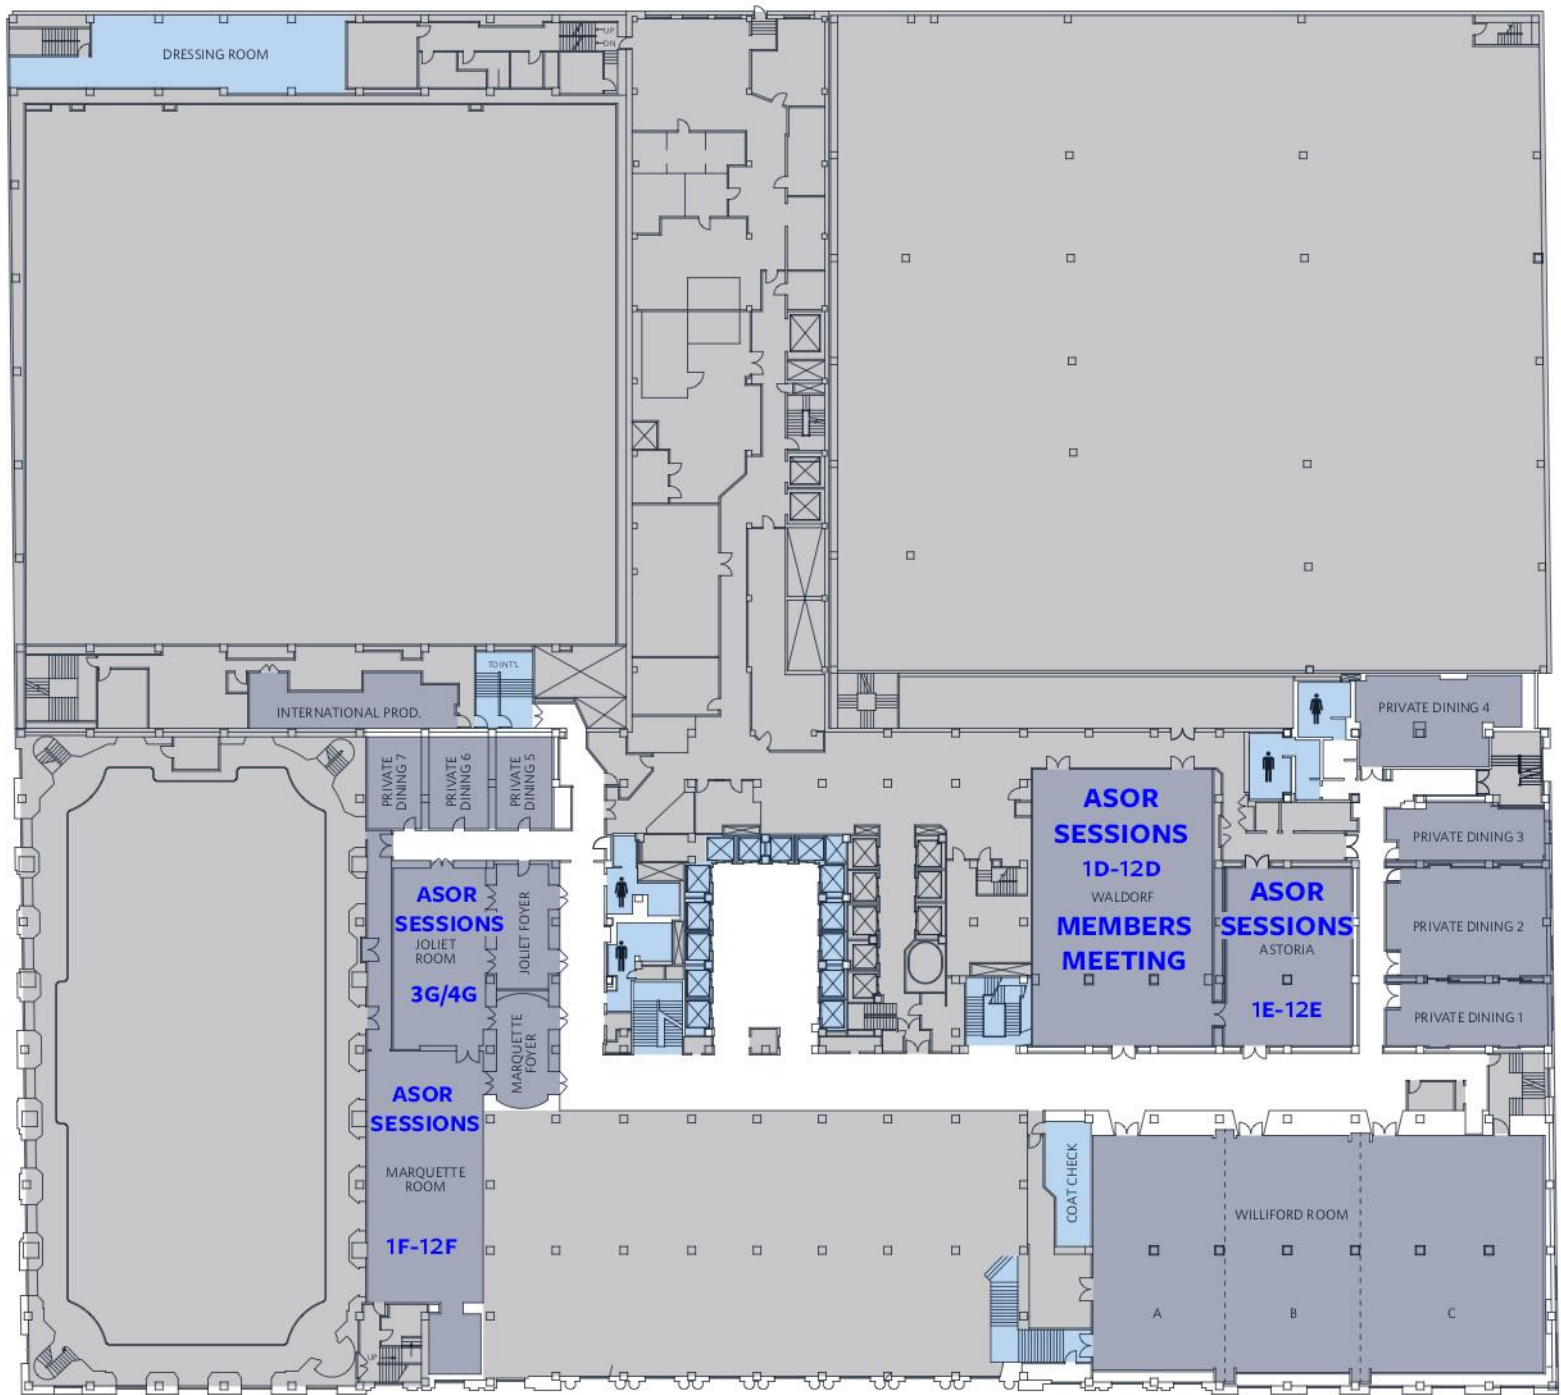 DRESSING ROOM
UP
DN
TO INT'L
INTERNATIONAL PROD.
PRIVATE DINING 4
PRIVATE
DINING 7
PRIVATE
DINING 6
PRIVATE
DINING 5
ASOR
SESSIONS
1D-12D
WALDORF
MEMBERS
MEETING
PRIVATE DINING 3
ASOR
SESSIONS
JOLIET
ROOM
3G/4G
JOLIET FOYER
ASOR
SESSIONS
ASTORIA
1E-12E
PRIVATE DINING 2
PRIVATE DINING 1
MARQUETTE
FOYER
ASOR
SESSIONS
MARQUETTE
ROOM
1F-12F
COAT CHECK
WILLIFORD ROOM
A
B
C
UP